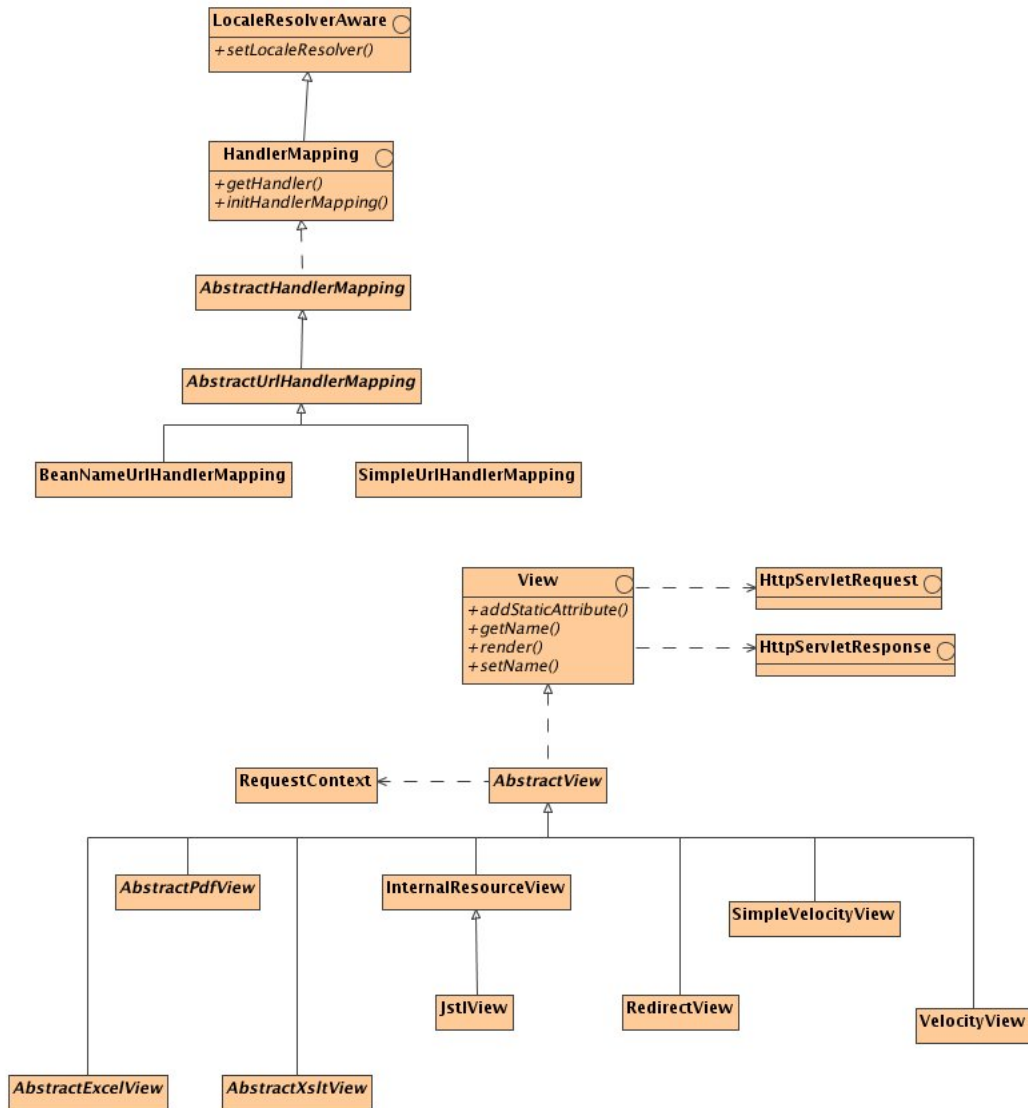 LocaleResolverAware
+setLocaleResolver()
HandlerMapping
+getHandler()
+initHandlerMapping()
AbstractHandlerMapping
AbstractUrlHandlerMapping
BeanNameUrlHandlerMapping
SimpleUrlHandlerMapping
View
+addStaticAttribute()
+getName()
+render()
+setName()
HttpServletRequest
HttpServletResponse
RequestContext
AbstractView
AbstractPdfView
InternalResourceView
SimpleVelocityView
JstlView
RedirectView
VelocityView
AbstractExcelView
AbstractXsltView